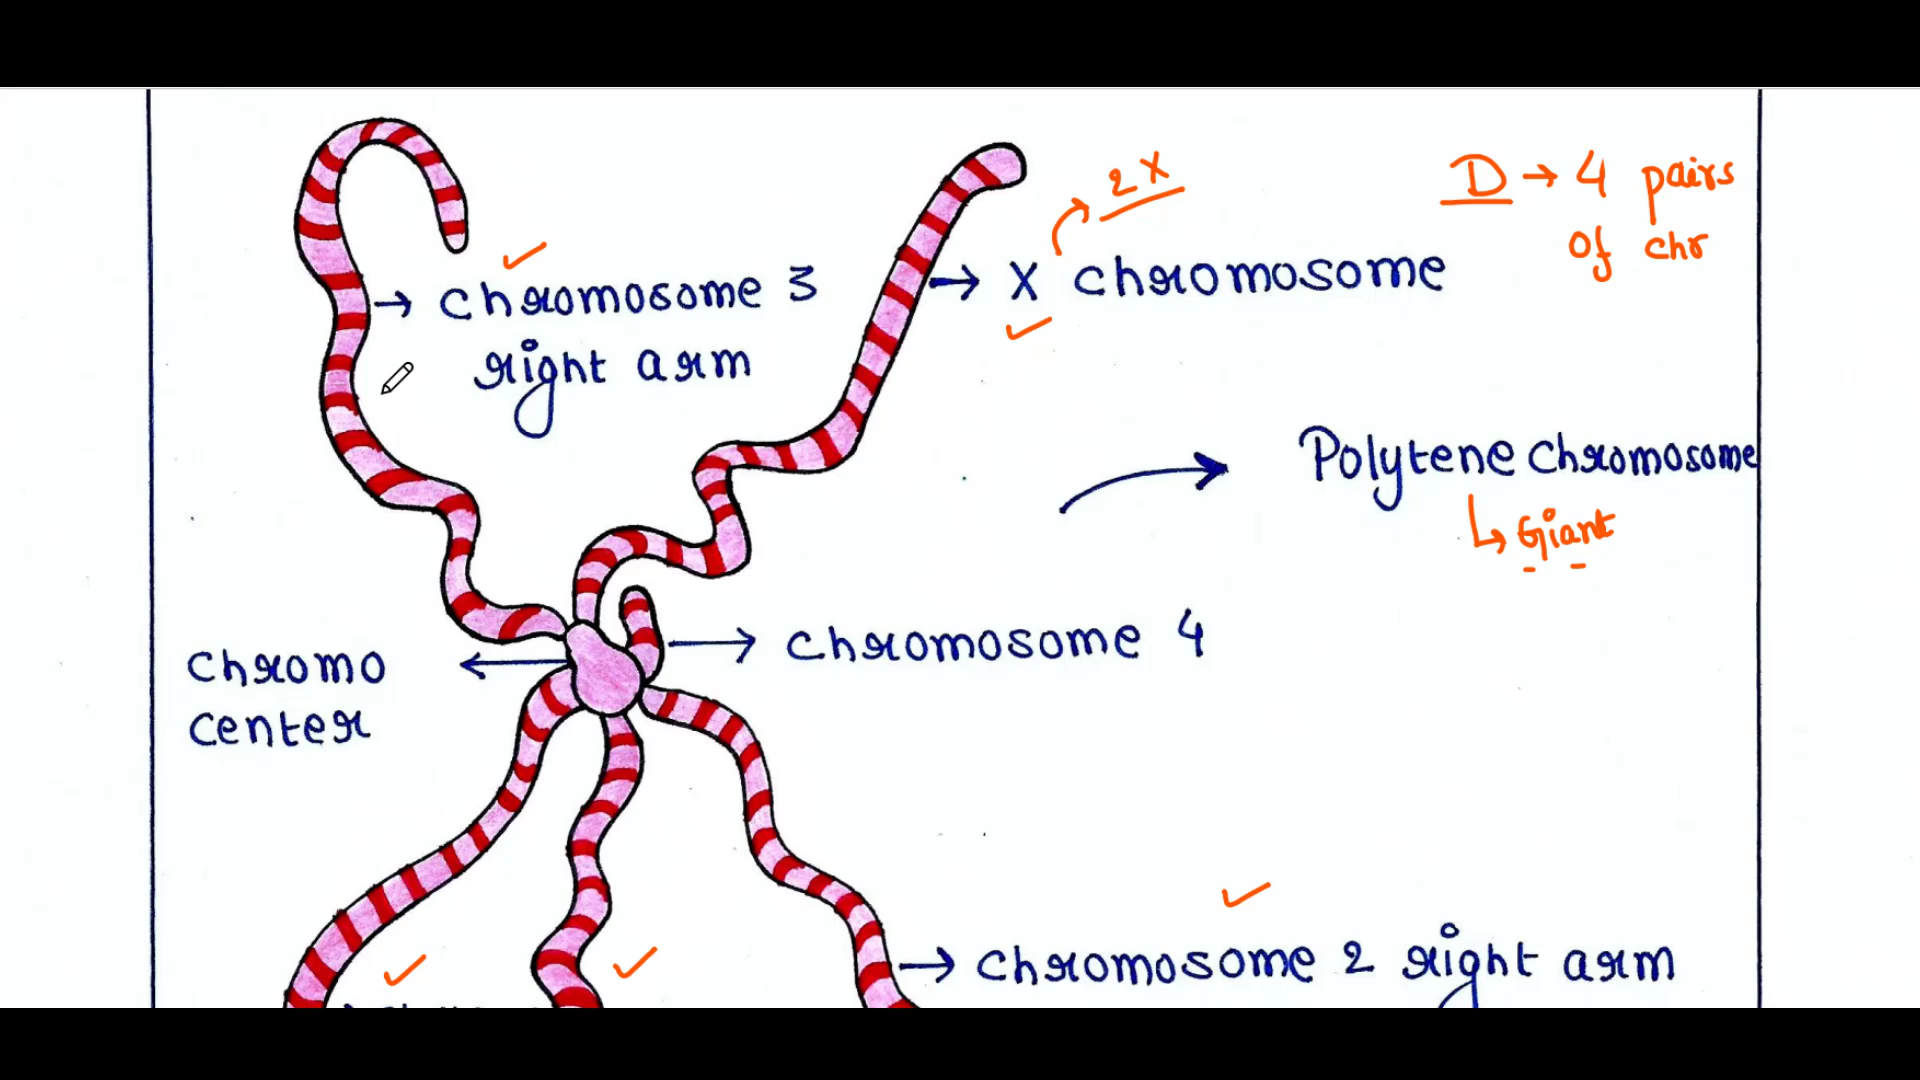 2 X
D → 4 pairs
of chr
chromosome 3
right arm
→ X chromosome
Polytene chromosome
↳ Giant
chromosome 4
chromo
center
chromosome 2 right arm